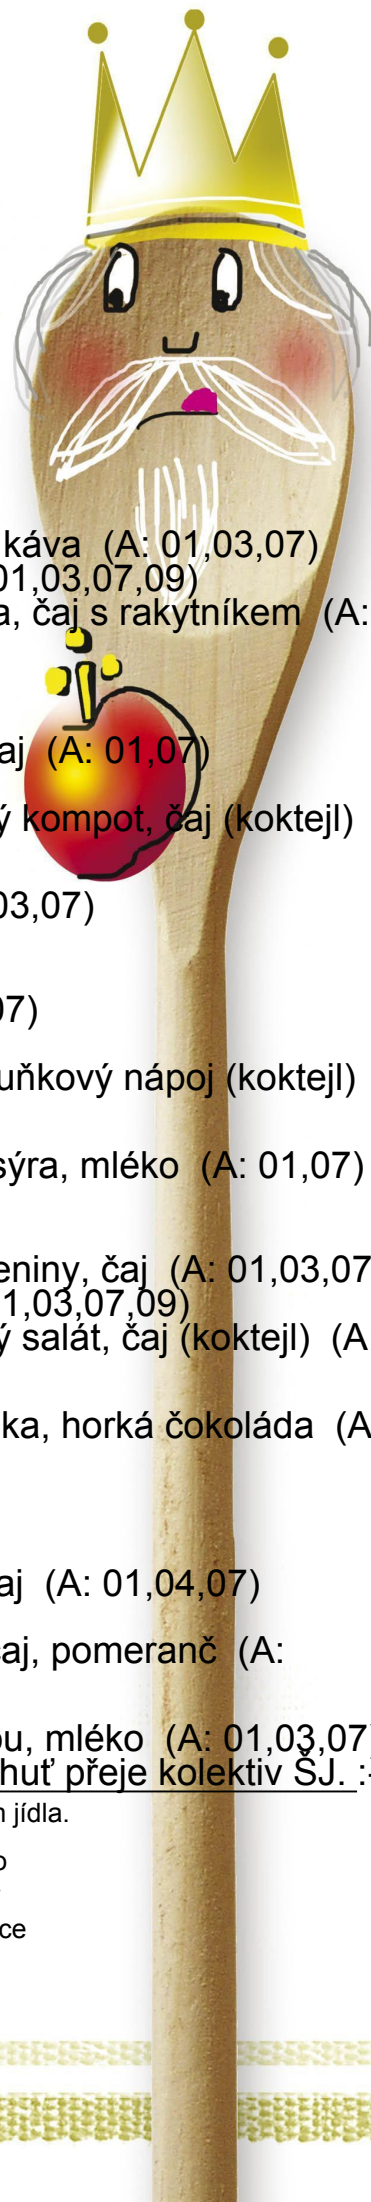 káva (A: 01,03,07)
01,03,07,09)
a, čaj s rakytníkem (A:
aj (A: 01,07)
ý kompot, čaj (koktejl)
03,07)
07)
uňkový nápoj (koktejl)
sýra, mléko (A: 01,07)
eniny, čaj (A: 01,03,07
1,03,07,09)
ý salát, čaj (koktejl) (A
ka, horká čokoláda (A
aj (A: 01,04,07)
čaj, pomeranč (A:
ou, mléko (A: 01,03,07)
huť přeje kolektiv ŠJ. :-
jídla.
ce